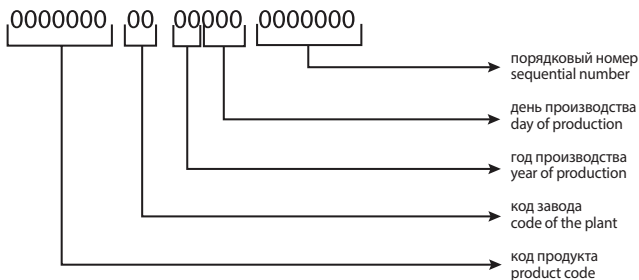 0000000 00 00000 0000000
порядковый номер
sequential number
день производства
day of production
год производства
year of production
код завода
code of the plant
код продукта
product code